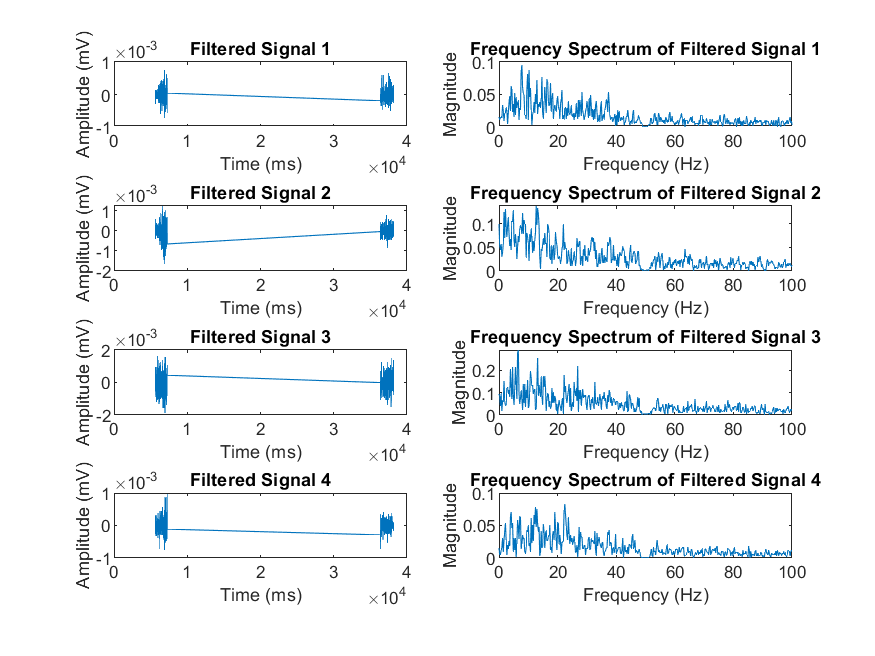 ×10-3 Filtered Signal 1
Amplitude (mV)
1
0
-1
0 1 2 3 4
Time (ms) ×104
Frequency Spectrum of Filtered Signal 1
Magnitude
0.1
0.05
0
0 20 40 60 80 100
Frequency (Hz)
×10-3 Filtered Signal 2
Amplitude (mV)
1
0
-1
-2
0 1 2 3 4
Time (ms) ×104
Frequency Spectrum of Filtered Signal 2
Magnitude
0.1
0.05
0
0 20 40 60 80 100
Frequency (Hz)
×10-3 Filtered Signal 3
Amplitude (mV)
2
0
-2
0 1 2 3 4
Time (ms) ×104
Frequency Spectrum of Filtered Signal 3
Magnitude
0.2
0.1
0
0 20 40 60 80 100
Frequency (Hz)
×10-3 Filtered Signal 4
Amplitude (mV)
1
0
-1
0 1 2 3 4
Time (ms) ×104
Frequency Spectrum of Filtered Signal 4
Magnitude
0.1
0.05
0
0 20 40 60 80 100
Frequency (Hz)